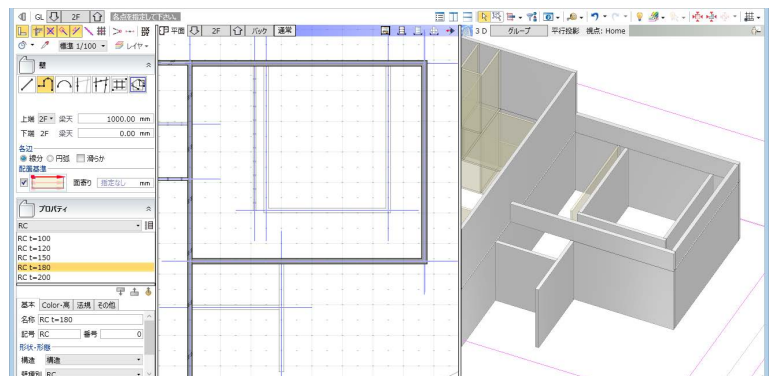 GL 2F 各点を指定して下さい。
平面 2F バック 通常
3 D グループ 平行投影 視点: Home
標準 1/100 レイヤ
壁
上端 2F 梁天 1000.00 mm
下端 2F 梁天 0.00 mm
各辺
線分 円弧 滑らか
配置基準
面寄り 指定なし mm
プロパティ
RC
RC t=100
RC t=120
RC t=150
RC t=180
RC t=200
基本 Color・高 法規 その他
名称 RC t=180
記号 RC 番号 0
形状・形態
構造 構造
壁種別 RC